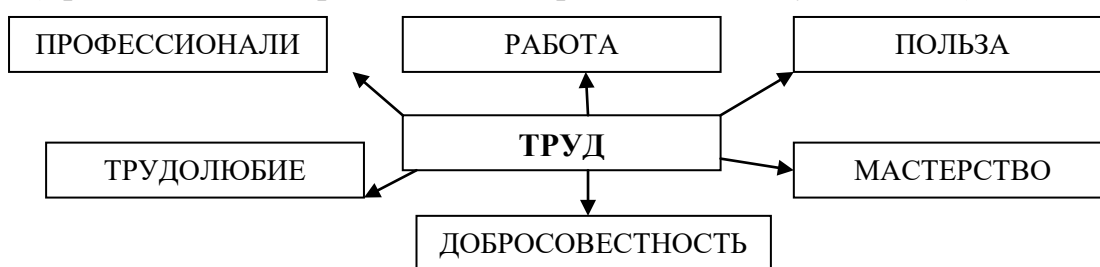 ПРОФЕССИОНАЛИ
РАБОТА
ПОЛЬЗА
ТРУД
ТРУДОЛЮБИЕ
МАСТЕРСТВО
ДОБРОСОВЕСТНОСТЬ